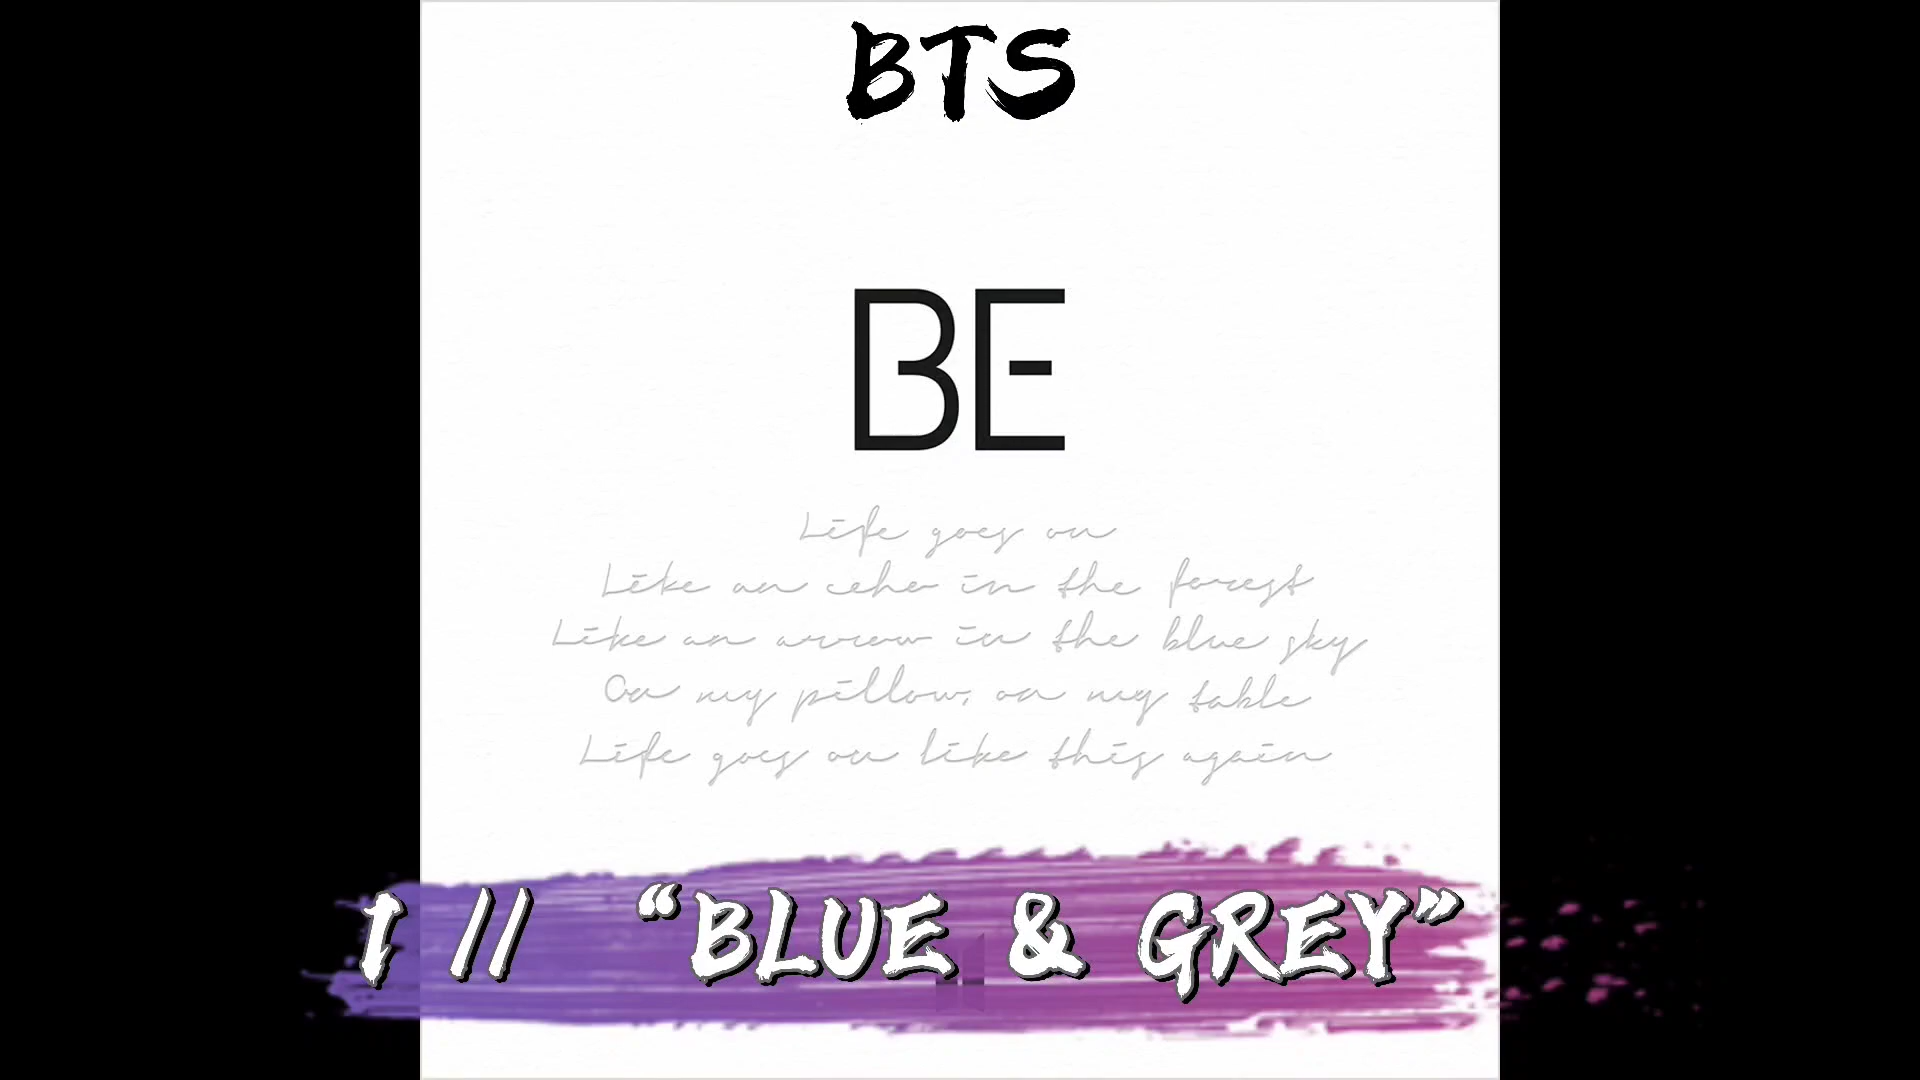 BTS
BE
Life goes on
Like an echo in the forest
Like an arrow in the blue sky
On my pillow, on my table
Life goes on like this again
1 // “BLUE & GREY”